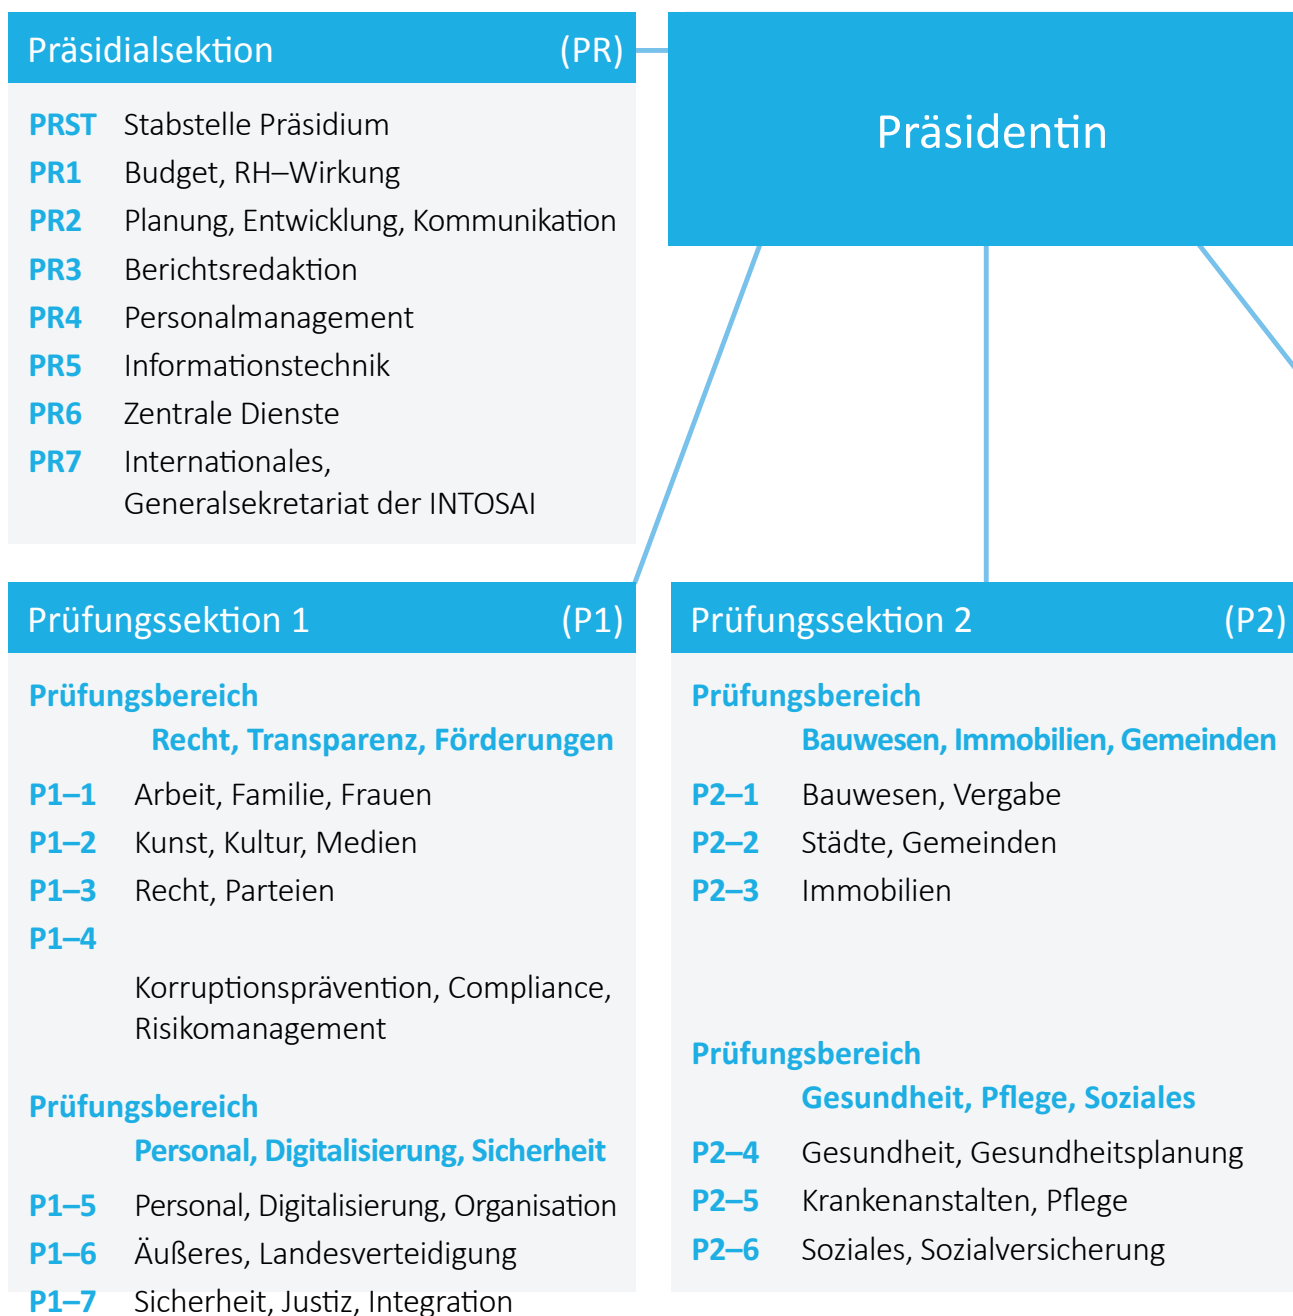 Präsidialsektion (PR)
PRST Stabstelle Präsidium
PR1 Budget, RH–Wirkung
PR2 Planung, Entwicklung, Kommunikation
PR3 Berichtsredaktion
PR4 Personalmanagement
PR5 Informationstechnik
PR6 Zentrale Dienste
PR7 Internationales,
Generalsekretariat der INTOSAI
Präsidentin
Prüfungssektion 1 (P1)
Prüfungsbereich
Recht, Transparenz, Förderungen
P1–1 Arbeit, Familie, Frauen
P1–2 Kunst, Kultur, Medien
P1–3 Recht, Parteien
P1–4
Korruptionsprävention, Compliance,
Risikomanagement
Prüfungsbereich
Personal, Digitalisierung, Sicherheit
P1–5 Personal, Digitalisierung, Organisation
P1–6 Äußeres, Landesverteidigung
P1–7 Sicherheit, Justiz, Integration
Prüfungssektion 2 (P2)
Prüfungsbereich
Bauwesen, Immobilien, Gemeinden
P2–1 Bauwesen, Vergabe
P2–2 Städte, Gemeinden
P2–3 Immobilien
Prüfungsbereich
Gesundheit, Pflege, Soziales
P2–4 Gesundheit, Gesundheitsplanung
P2–5 Krankenanstalten, Pflege
P2–6 Soziales, Sozialversicherung